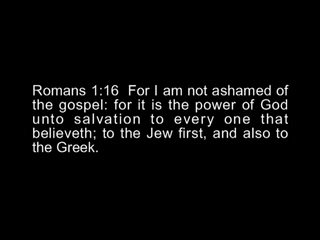 Romans 1:16 For I am not ashamed of
the gospel: for it is the power of God
unto salvation to every one that
believeth; to the Jew first, and also to
the Greek.